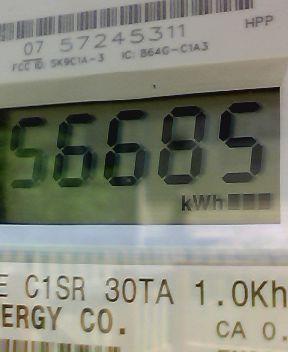 HPP
07 57245311
FCC ID: SK9C1A-3 IC: 864G-C1A3
56685
kWh
E C1SR 30TA 1.0Kh
ERGY CO.
CA 0.